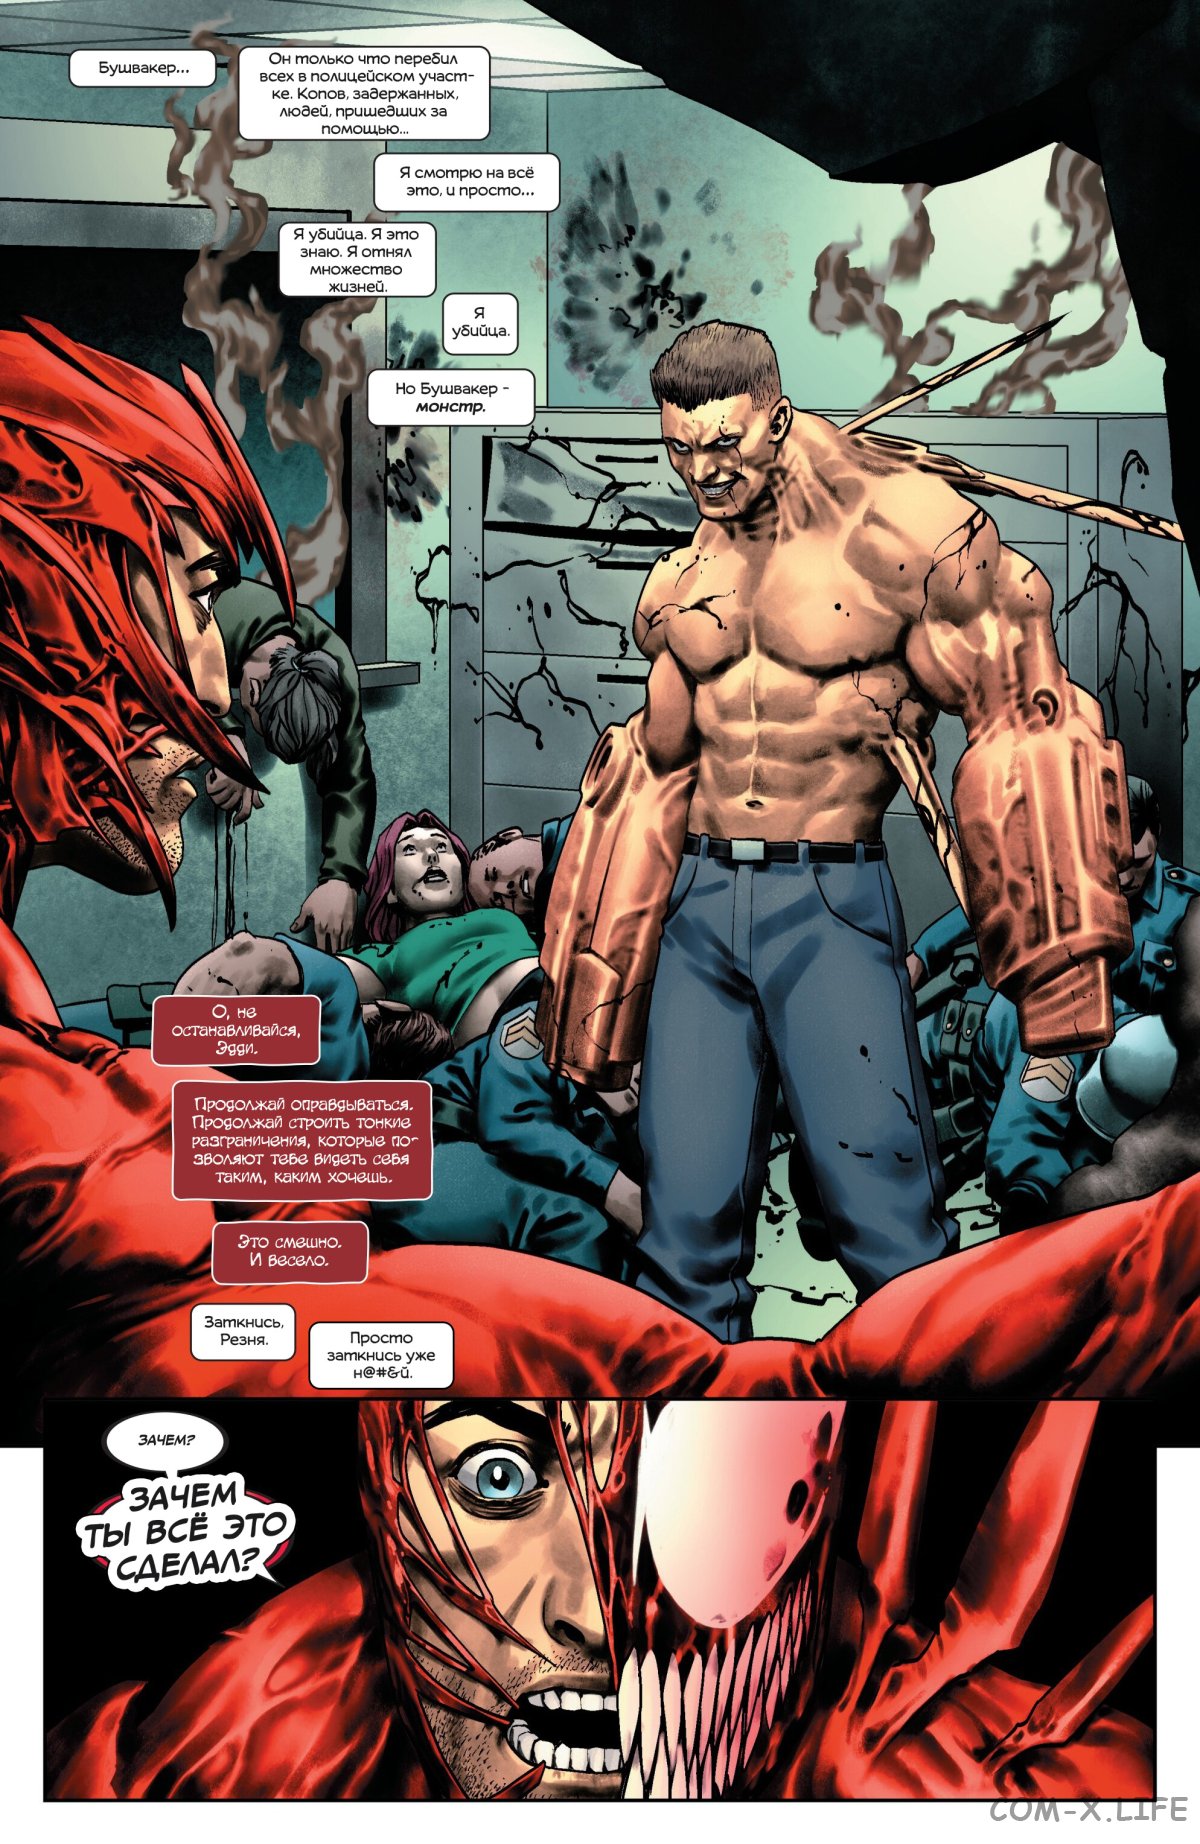 Бушвакер...
Он только что перебил
всех в полицейском участ-
ке. Копов, задержанных,
людей, пришедших за
помощью...
Я смотрю на всё
это, и просто...
Я убийца. Я это
знаю. Я отнял
множество
жизней.
Я
убийца.
Но Бушвакер -
монстр.
О, не
останавливайся,
Эдди.
Продолжай оправдываться.
Продолжай строить тонкие
разграничения, которые по-
зволяют тебе видеть себя
таким, каким хочешь.
Это смешно.
И весело.
Заткнись,
Резня.
Просто
заткнись уже
н@#&й.
ЗАЧЕМ?
ЗАЧЕМ
ТЫ ВСЁ ЭТО
СДЕЛАЛ?
COM-X.LIFE